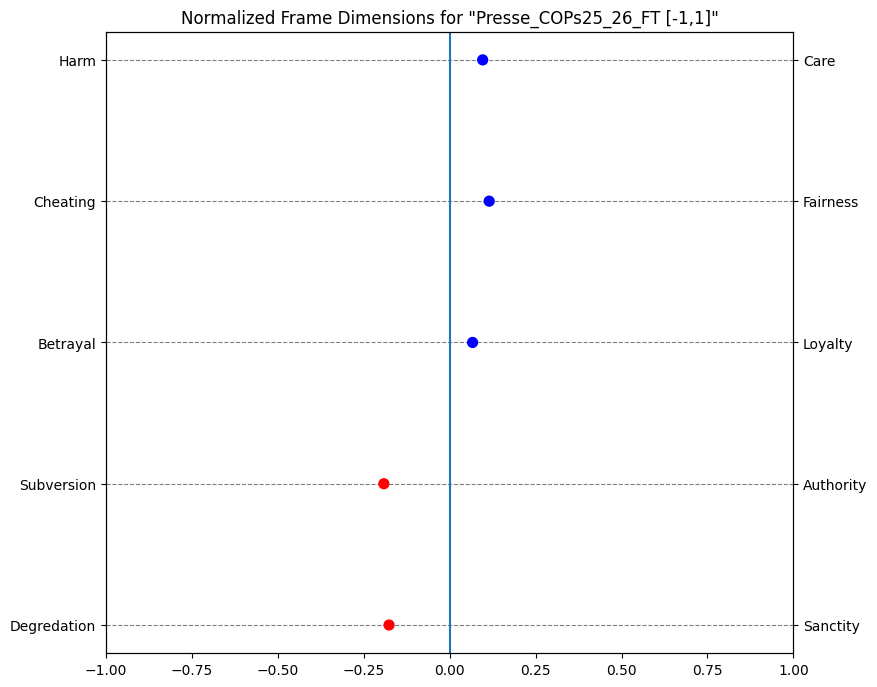 Normalized Frame Dimensions for "Presse_COPs25_26_FT [-1,1]"
Harm Care
Cheating Fairness
Betrayal Loyalty
Subversion Authority
Degredation Sanctity
−1.00 −0.75 −0.50 −0.25 0.00 0.25 0.50 0.75 1.00